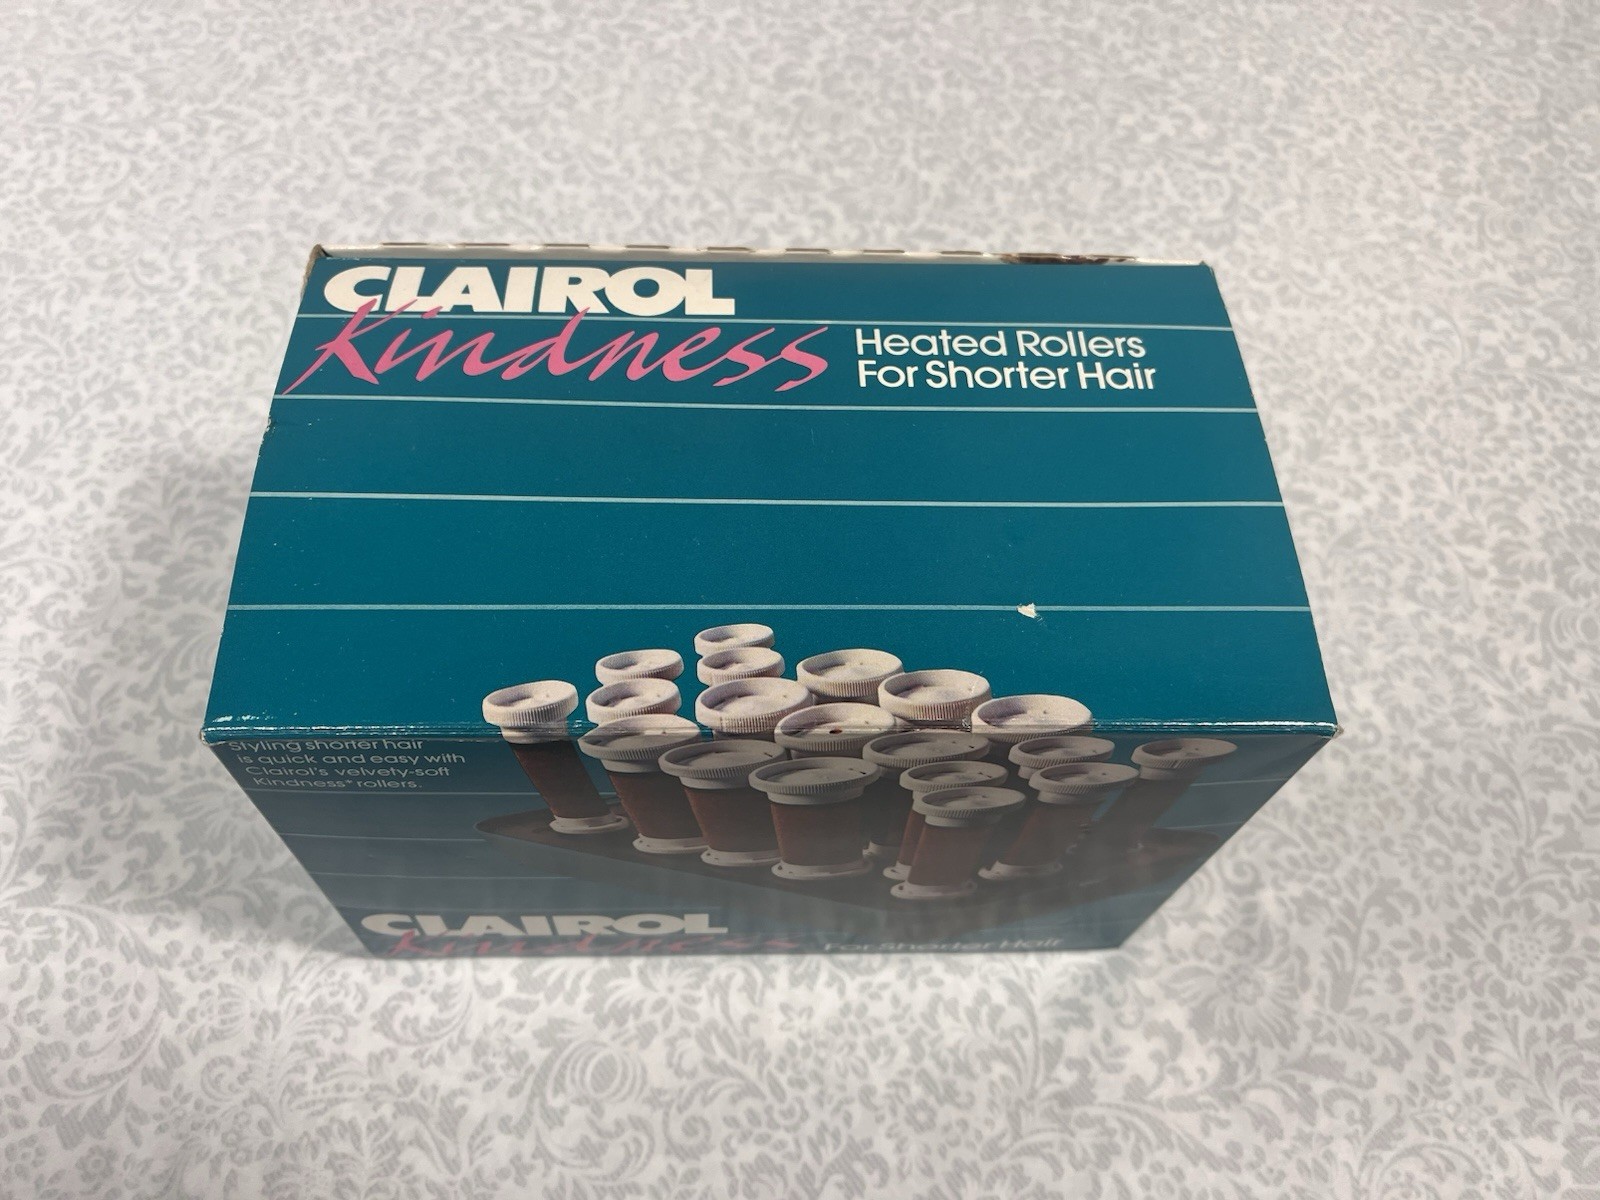 CLAIROL
Kindness
Heated Rollers
For Shorter Hair
Styling shorter hair
is quick and easy with
Clairol's velvety-soft
Kindness® rollers.
CLAIROL
Kindness
For Shorter Hair